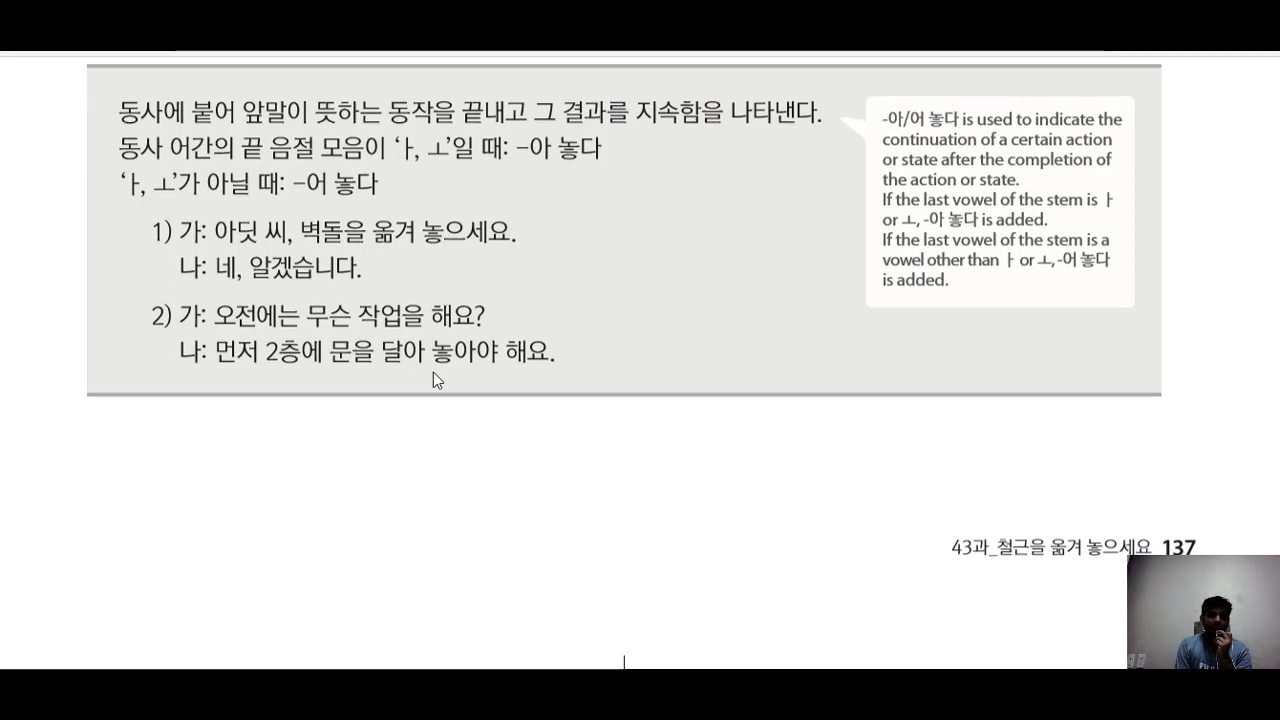 동사에 붙어 앞말이 뜻하는 동작을 끝내고 그 결과를 지속함을 나타낸다.
동사 어간의 끝 음절 모음이 ‘ㅏ, ㅗ’일 때: –아 놓다
‘ㅏ, ㅗ’가 아닐 때: –어 놓다
1) 가: 아딧 씨, 벽돌을 옮겨 놓으세요.
나: 네, 알겠습니다.
2) 가: 오전에는 무슨 작업을 해요?
나: 먼저 2층에 문을 달아 놓아야 해요.
-아/어 놓다 is used to indicate the
continuation of a certain action
or state after the completion of
the action or state.
If the last vowel of the stem is ㅏ
or ㅗ, -아 놓다 is added.
If the last vowel of the stem is a
vowel other than ㅏ or ㅗ, -어 놓다
is added.
43과_철근을 옮겨 놓으세요 137